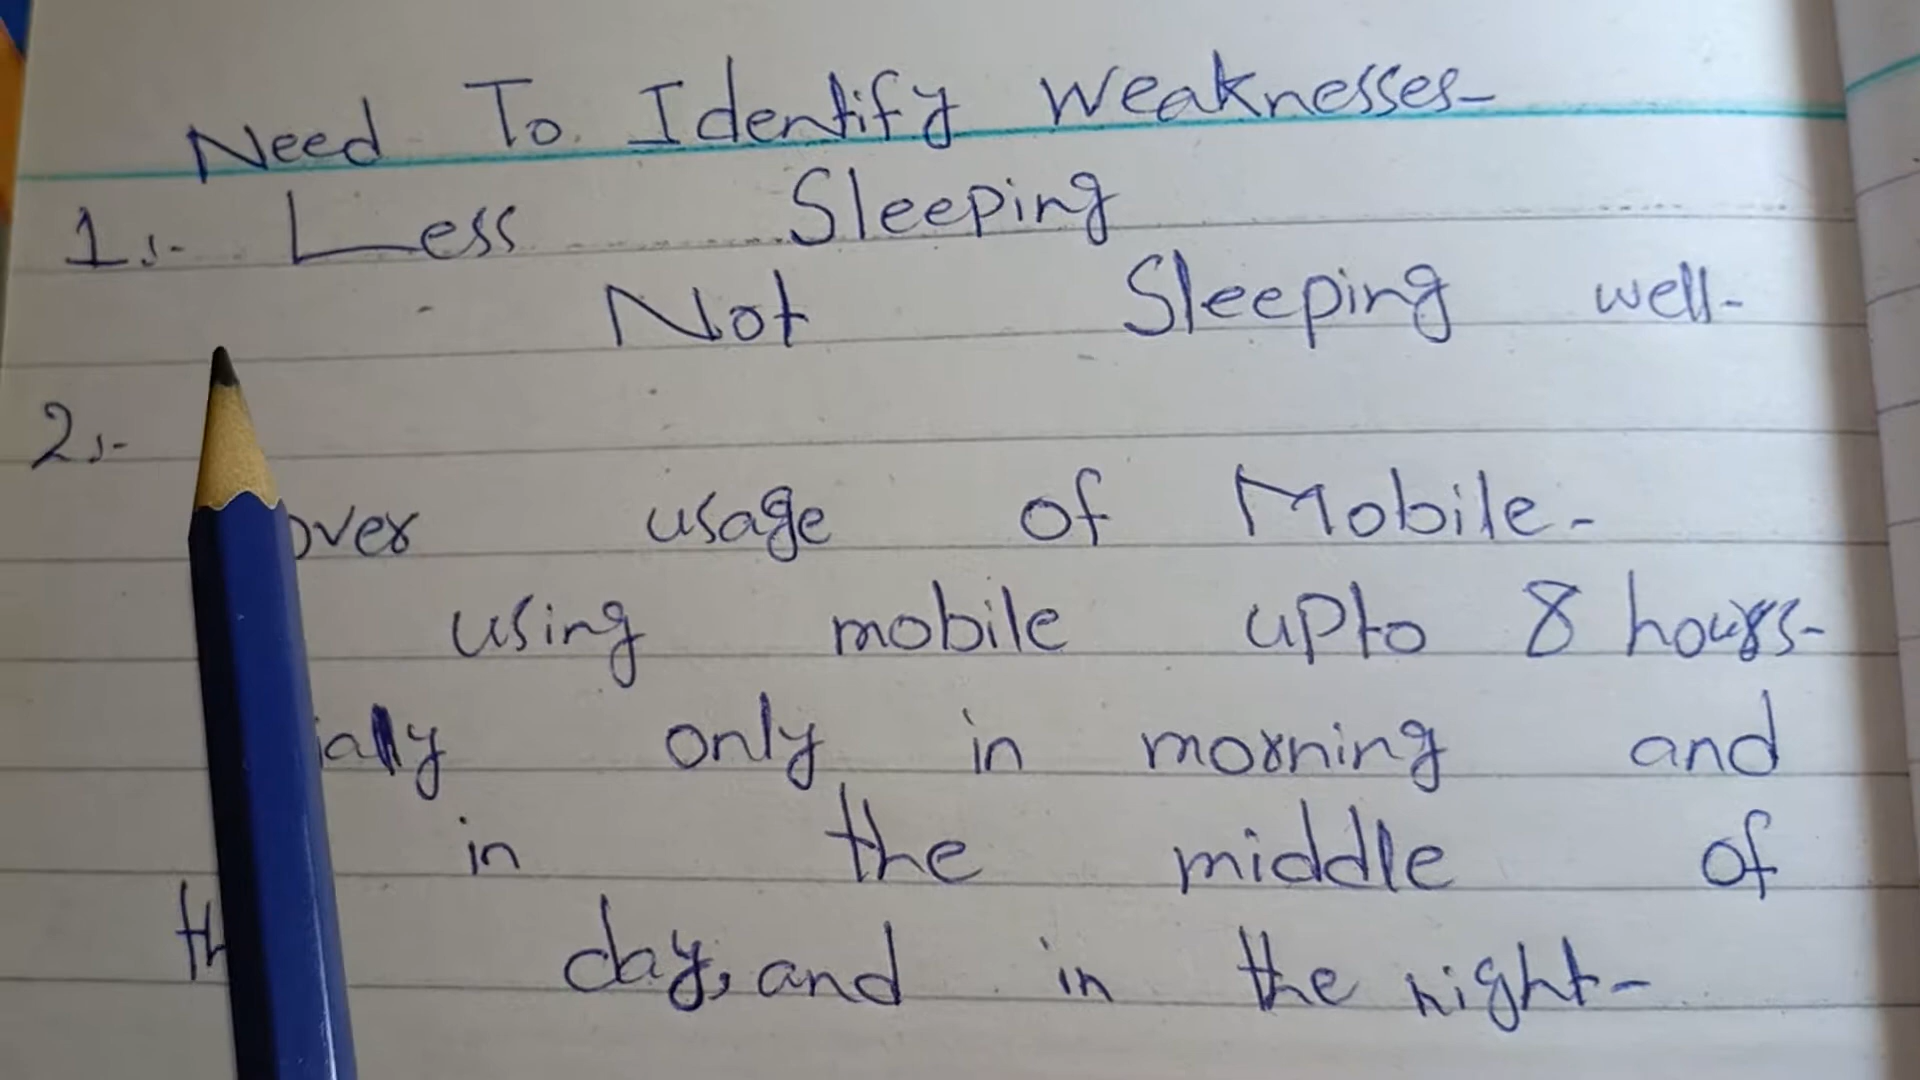 Need To Identify Weaknesses-
1:- Less Sleeping
Not Sleeping well-
2:-
over usage of Mobile-
using mobile upto 8 hours-
only in morning and
in the middle of
day, and in the night-